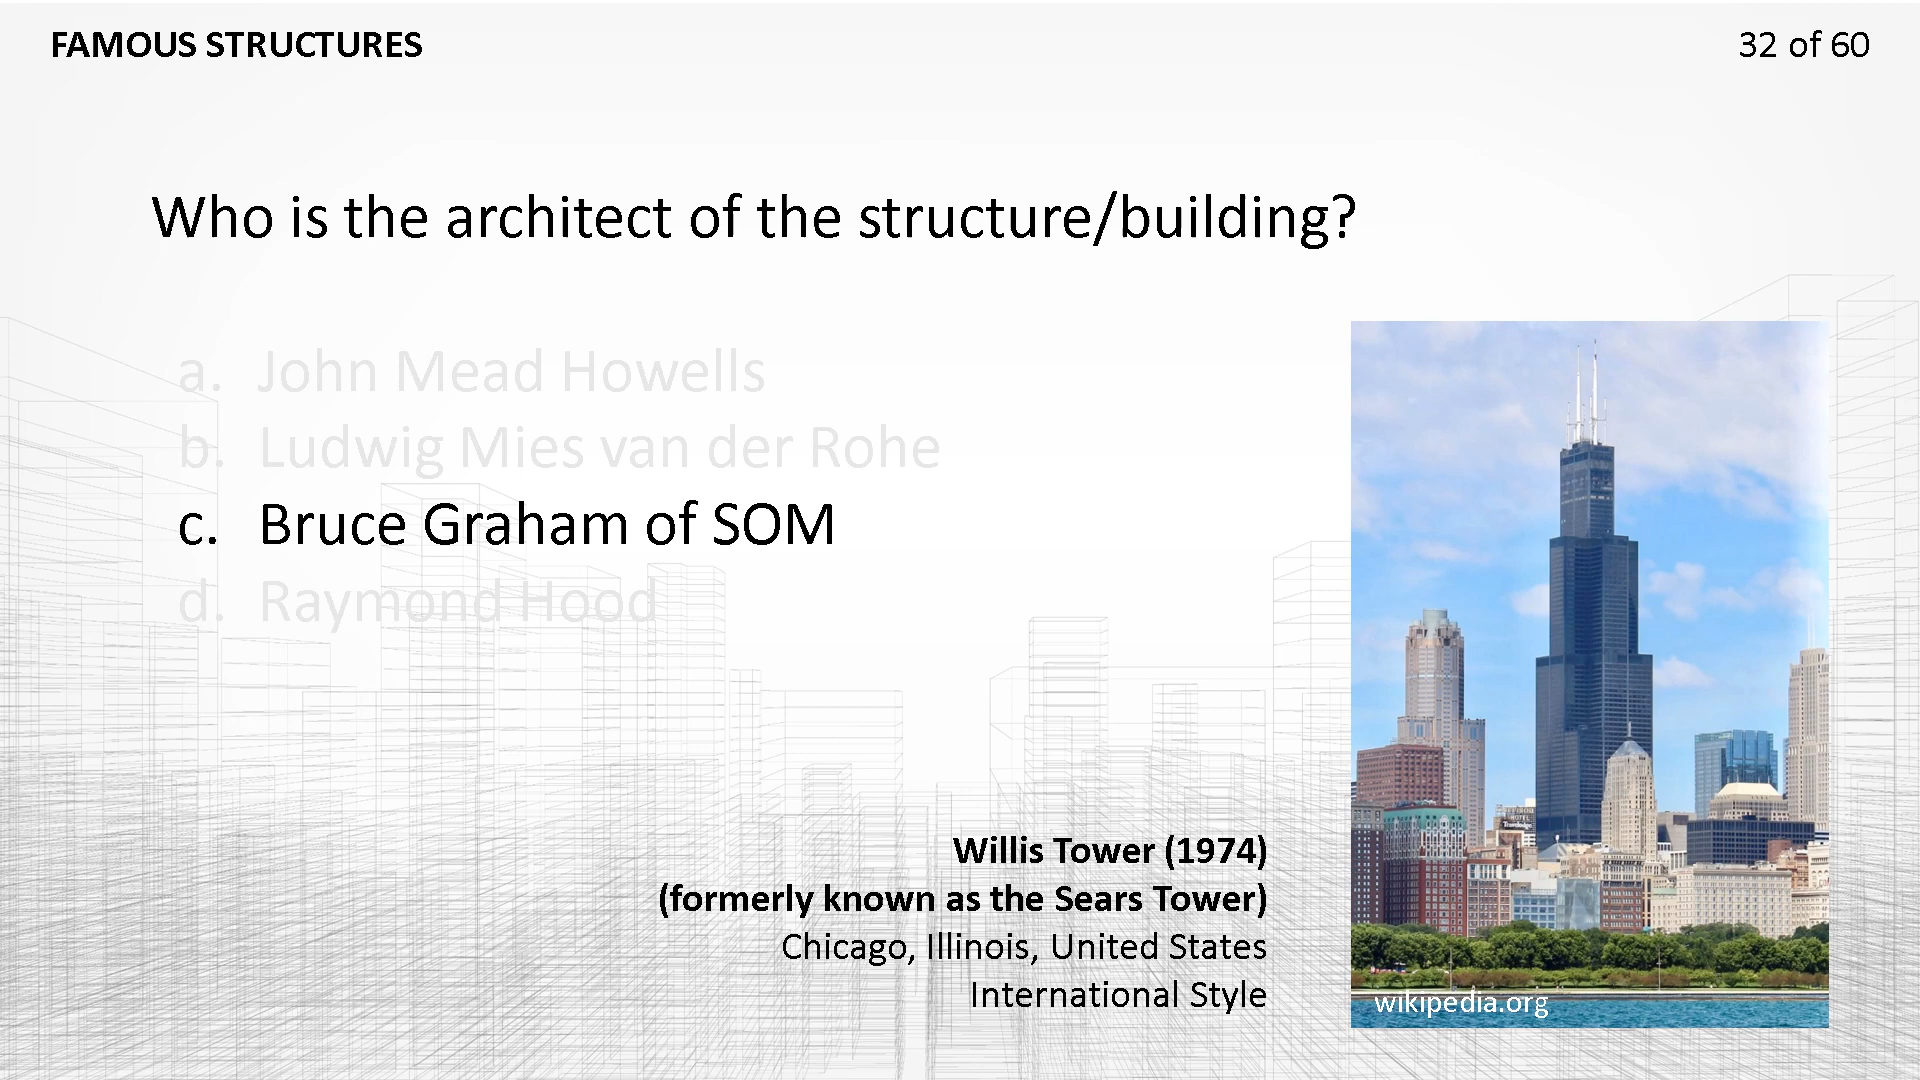 FAMOUS STRUCTURES
32 of 60
Who is the architect of the structure/building?
a. John Mead Howells
b. Ludwig Mies van der Rohe
c. Bruce Graham of SOM
d. Raymond Hood
Willis Tower (1974)
(formerly known as the Sears Tower)
Chicago, Illinois, United States
International Style
wikipedia.org